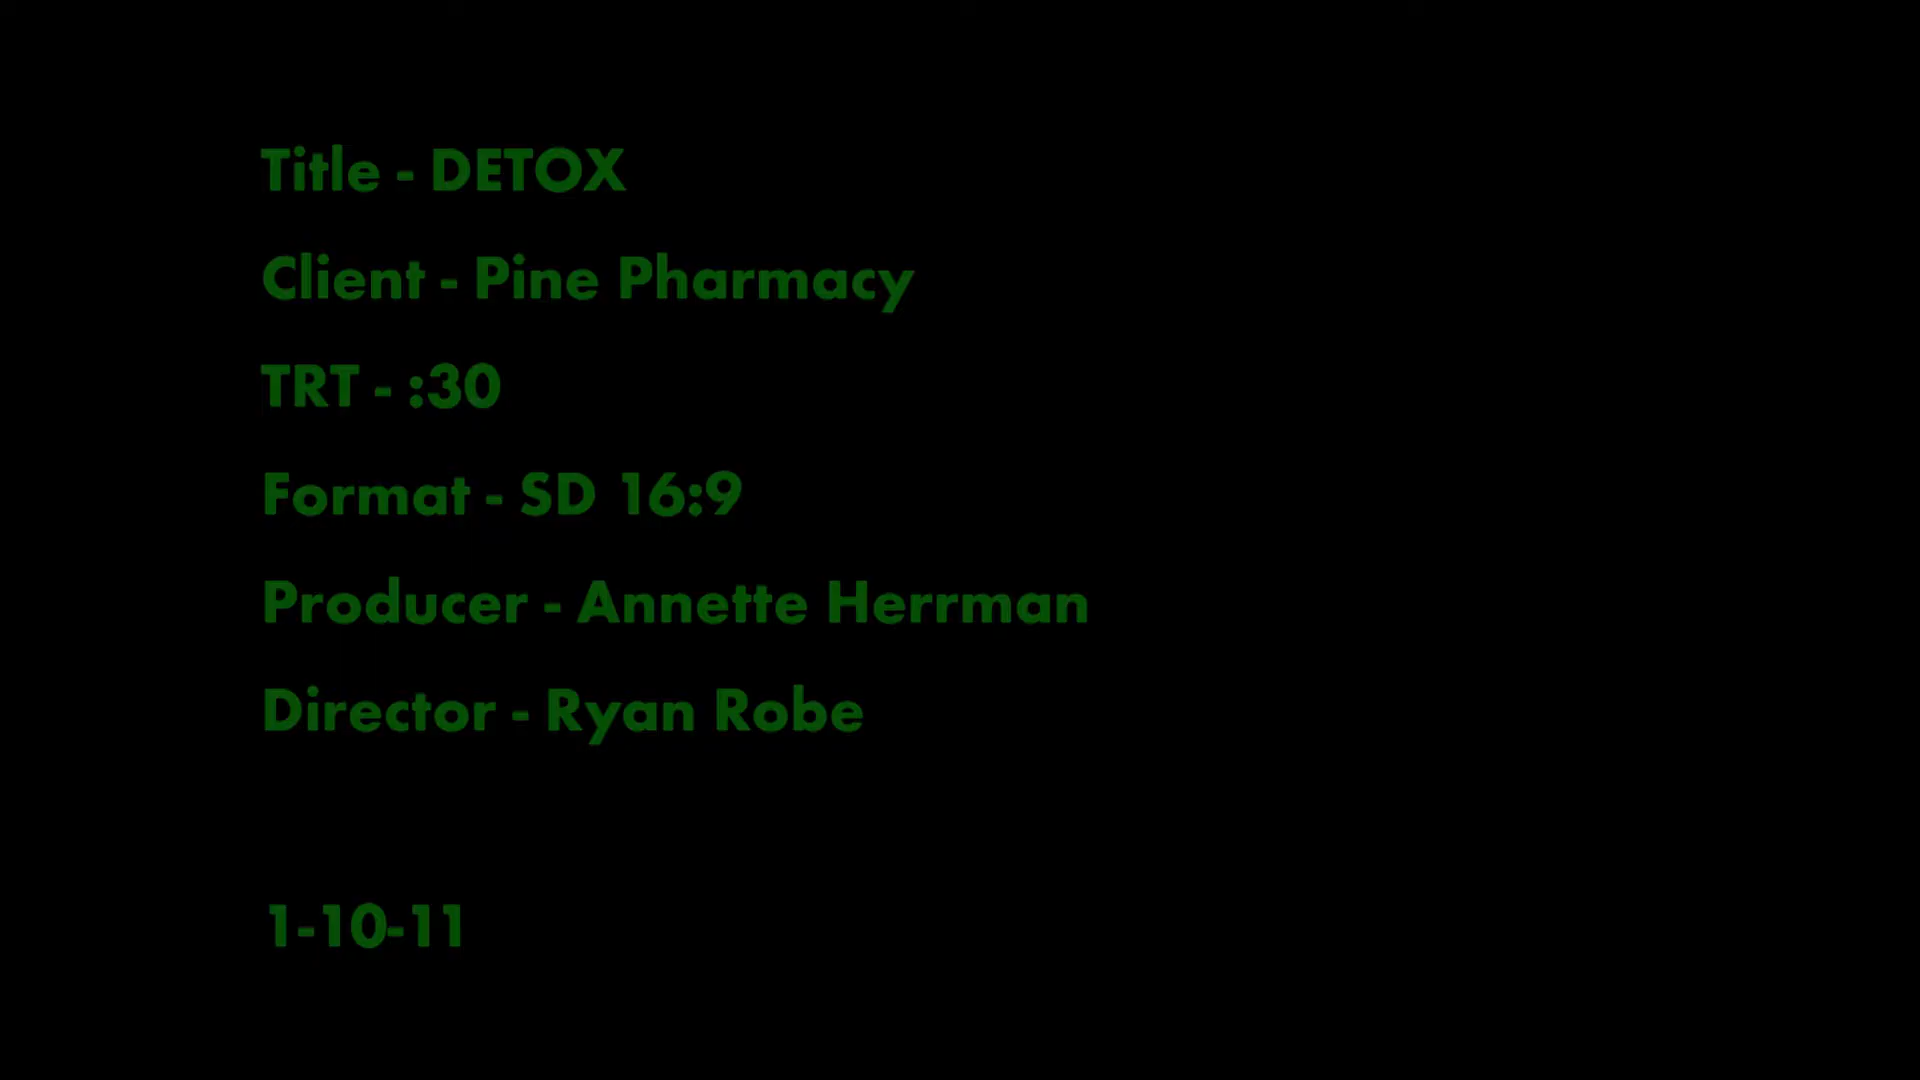 Title - DETOX
Client - Pine Pharmacy
TRT - :30
Format - SD 16:9
Producer - Annette Herrman
Director - Ryan Robe
1-10-11